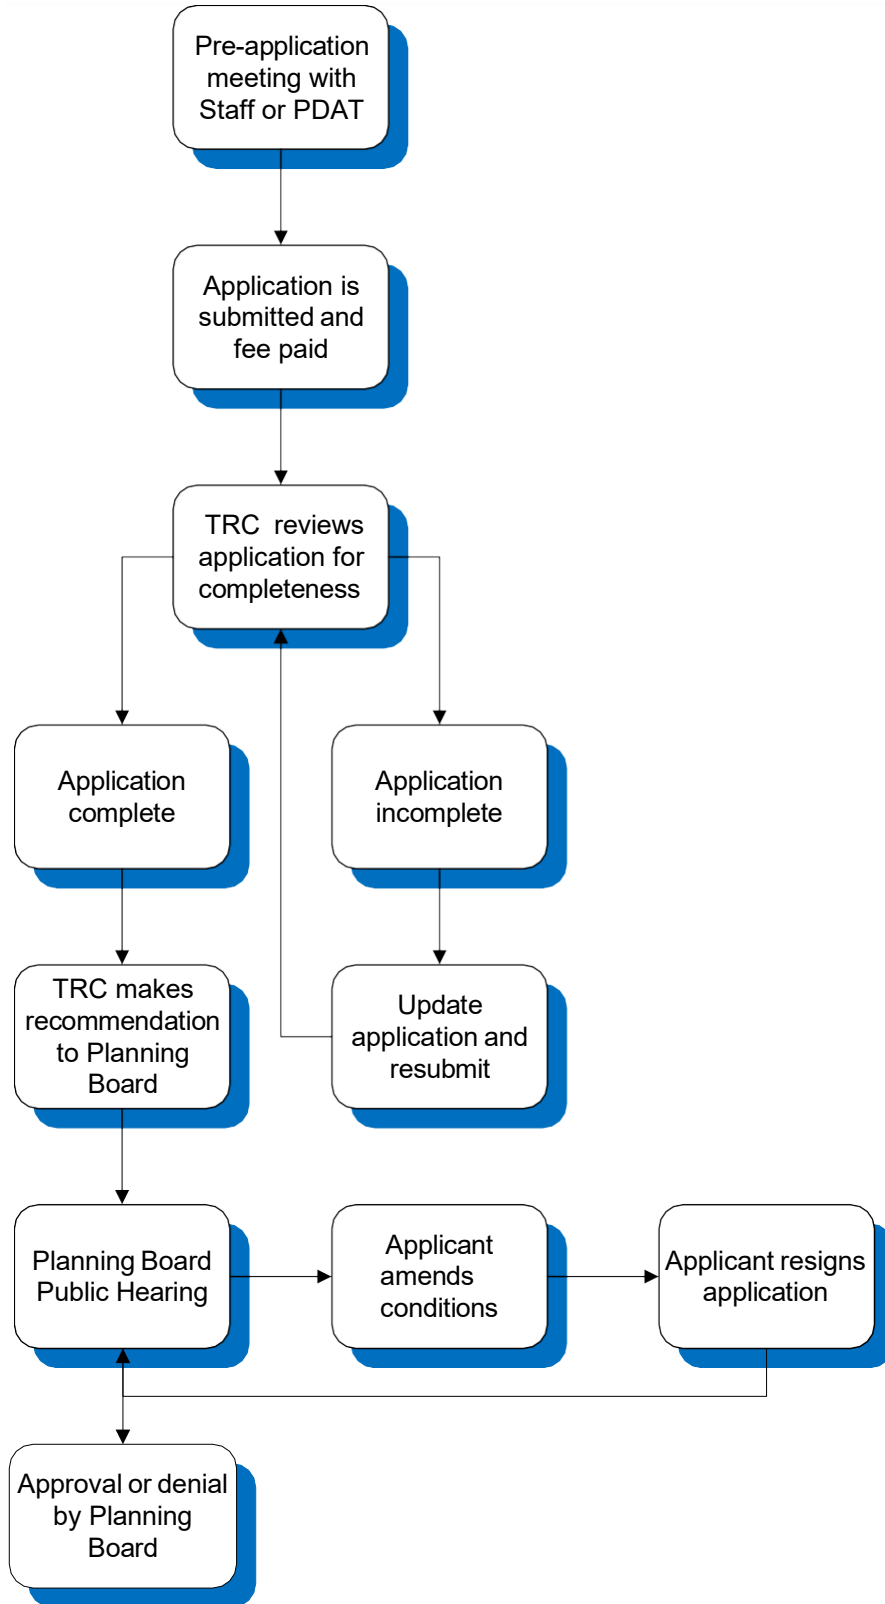 Pre-application
meeting with
Staff or PDAT
Application is
submitted and
fee paid
TRC reviews
application for
completeness
Application
complete
Application
incomplete
TRC makes
recommendation
to Planning
Board
Update
application and
resubmit
Planning Board
Public Hearing
Applicant
amends
conditions
Applicant resigns
application
Approval or denial
by Planning
Board